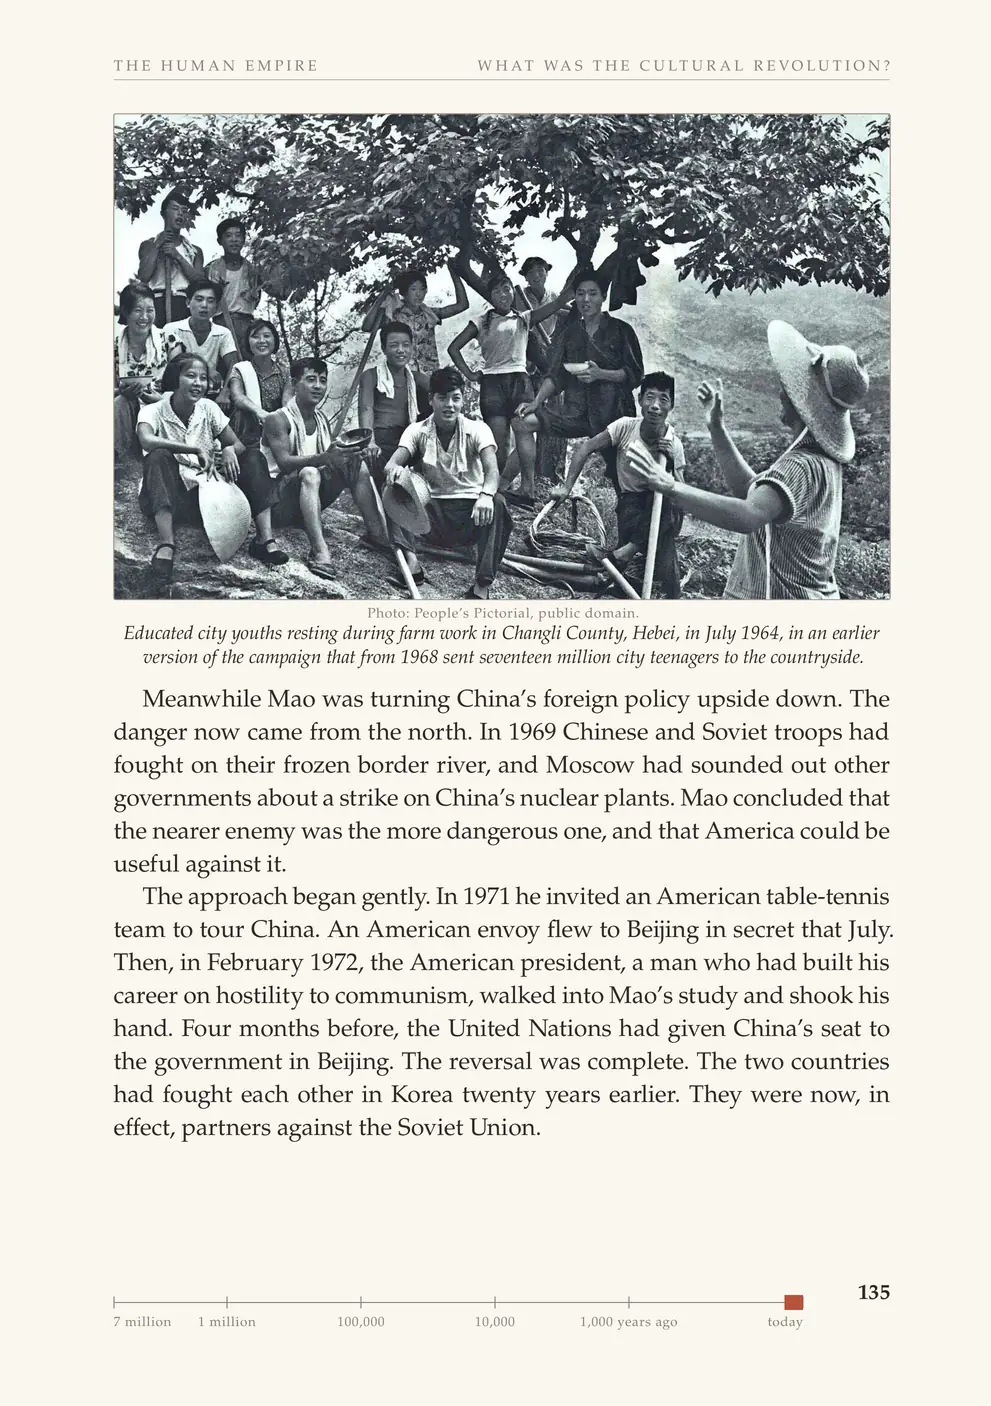 THE HUMAN EMPIRE
WHAT WAS THE CULTURAL REVOLUTION?
Photo: People’s Pictorial, public domain.
Educated city youths resting during farm work in Changli County, Hebei, in July 1964, in an earlier
version of the campaign that from 1968 sent seventeen million city teenagers to the countryside.
Meanwhile Mao was turning China’s foreign policy upside down. The
danger now came from the north. In 1969 Chinese and Soviet troops had
fought on their frozen border river, and Moscow had sounded out other
governments about a strike on China’s nuclear plants. Mao concluded that
the nearer enemy was the more dangerous one, and that America could be
useful against it.
The approach began gently. In 1971 he invited an American table-tennis
team to tour China. An American envoy flew to Beijing in secret that July.
Then, in February 1972, the American president, a man who had built his
career on hostility to communism, walked into Mao’s study and shook his
hand. Four months before, the United Nations had given China’s seat to
the government in Beijing. The reversal was complete. The two countries
had fought each other in Korea twenty years earlier. They were now, in
effect, partners against the Soviet Union.
135
7 million 1 million 100,000 10,000 1,000 years ago today